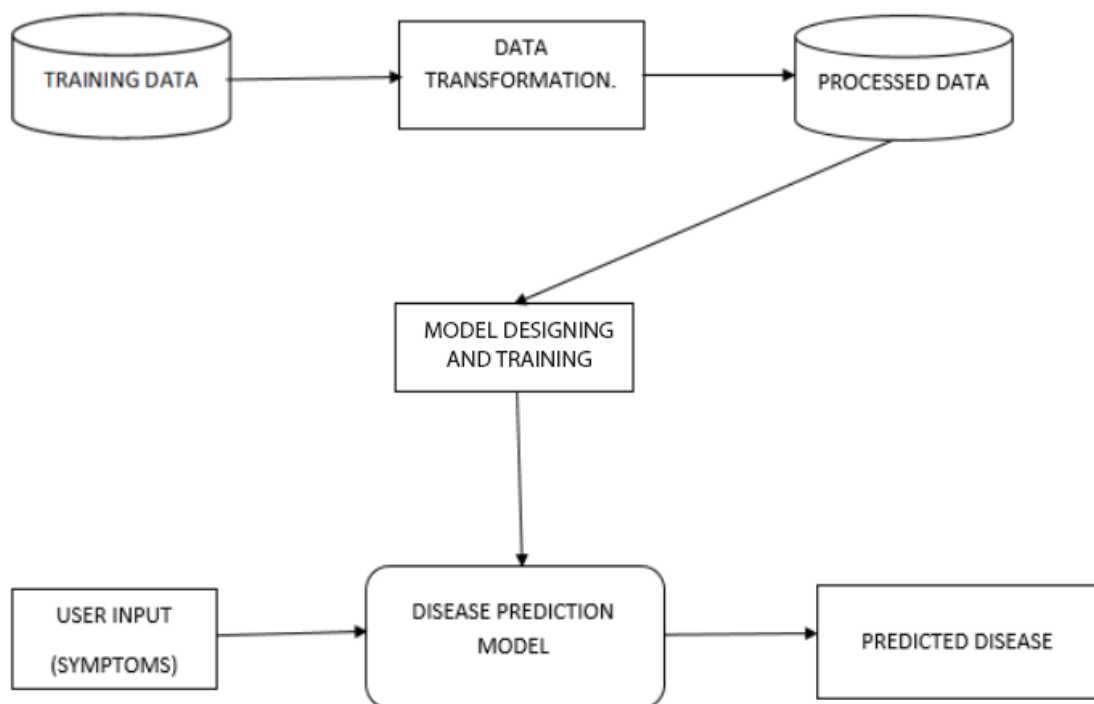 TRAINING DATA
DATA
TRANSFORMATION.
PROCESSED DATA
MODEL DESIGNING
AND TRAINING
USER INPUT
(SYMPTOMS)
DISEASE PREDICTION
MODEL
PREDICTED DISEASE